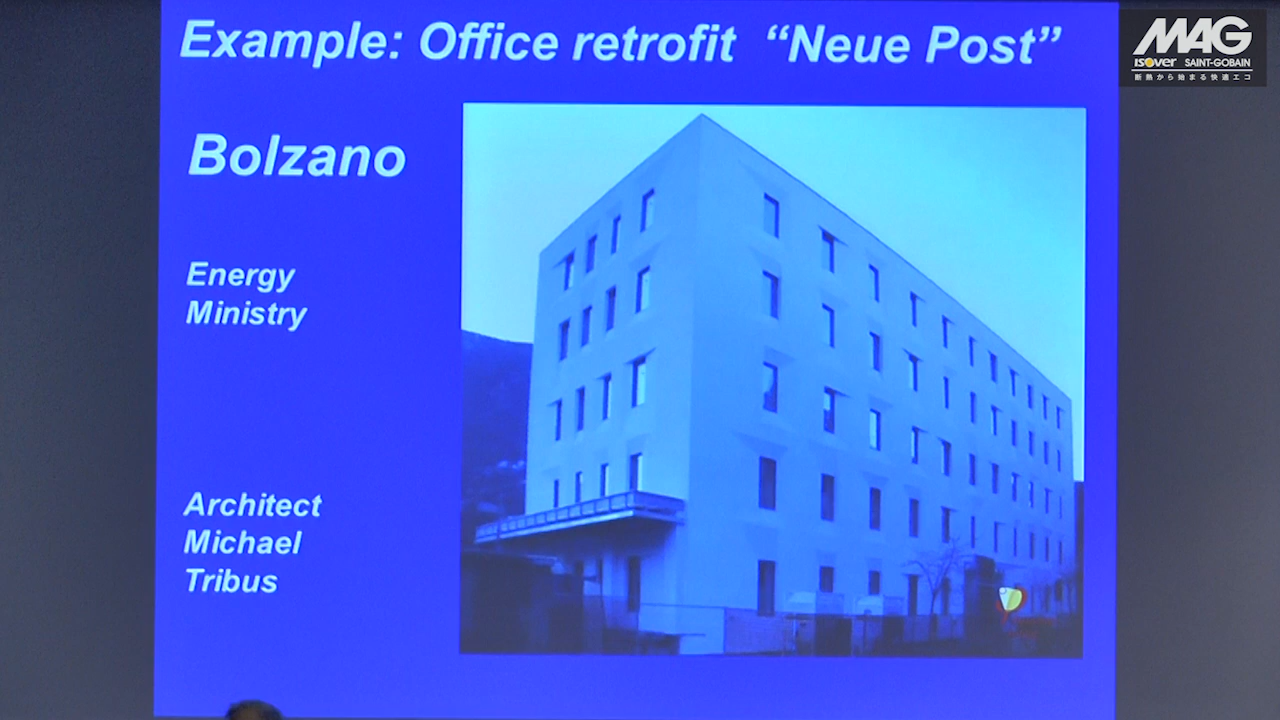 Example: Office retrofit “Neue Post”
Bolzano
Energy
Ministry
Architect
Michael
Tribus
MAG
isover SAINT-GOBAIN
断熱から始まる快適エコ